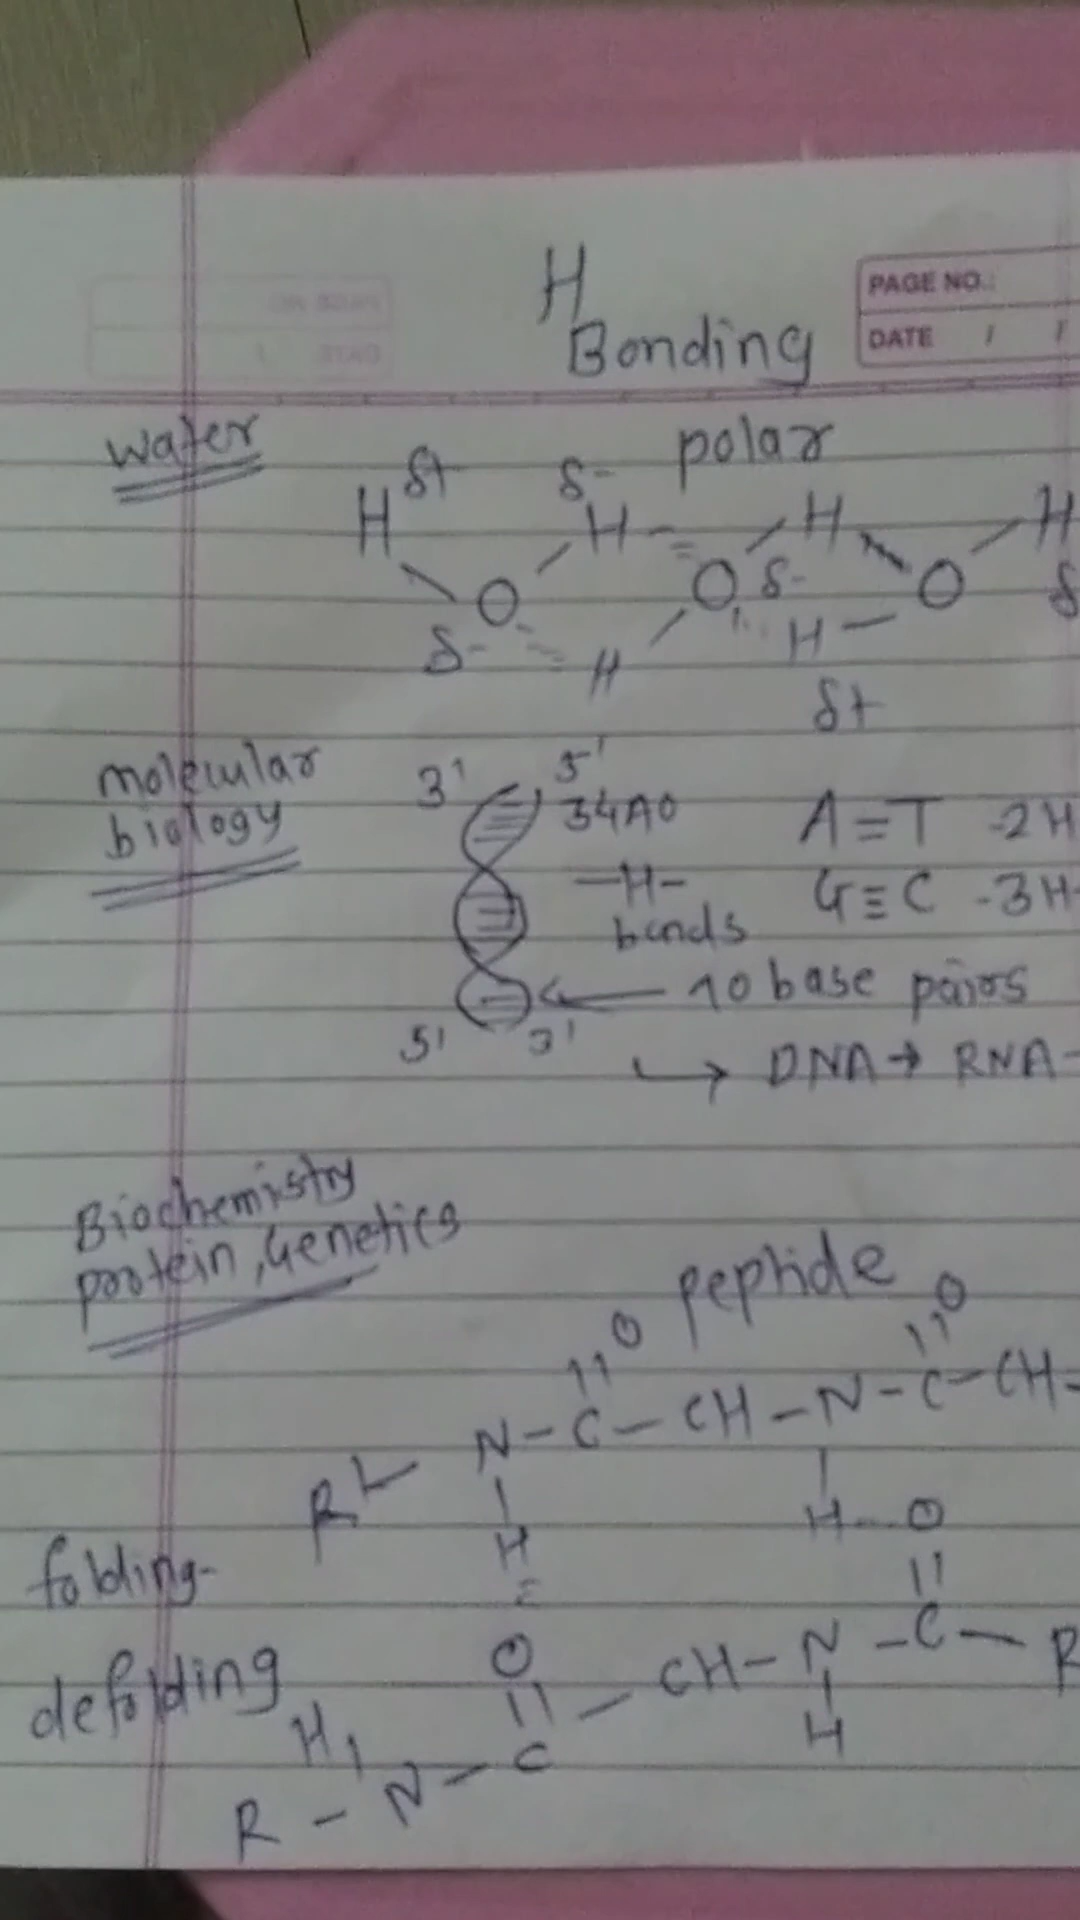 H
Bonding
PAGE NO.:
DATE / /
water
polar
H δ+ δ- H H H
O O δ- O δ
δ- H H
δ+
molecular
biology
3' 5'
34A0
A=T -2H
-H-
bonds
G≡C -3H-
10 base pairs
5' 3'
→ DNA → RNA-
Biochemistry
protein, Genetics
peptide
O O
N-C-CH-N-C-CH-
R
H H O
folding-
O CH-N-C-R
defolding
H H
R-N-C